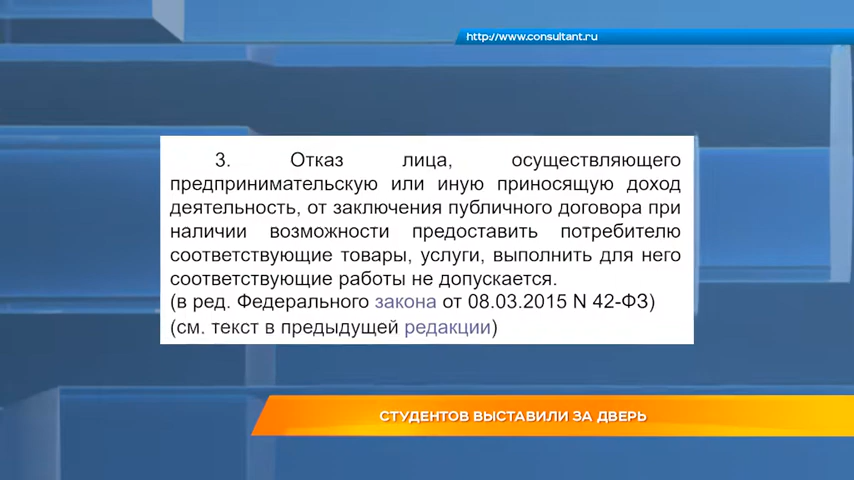 http://www.consultant.ru
3. Отказ лица, осуществляющего
предпринимательскую или иную приносящую доход
деятельность, от заключения публичного договора при
наличии возможности предоставить потребителю
соответствующие товары, услуги, выполнить для него
соответствующие работы не допускается.
(в ред. Федерального закона от 08.03.2015 N 42-ФЗ)
(см. текст в предыдущей редакции)
СТУДЕНТОВ ВЫСТАВИЛИ ЗА ДВЕРЬ